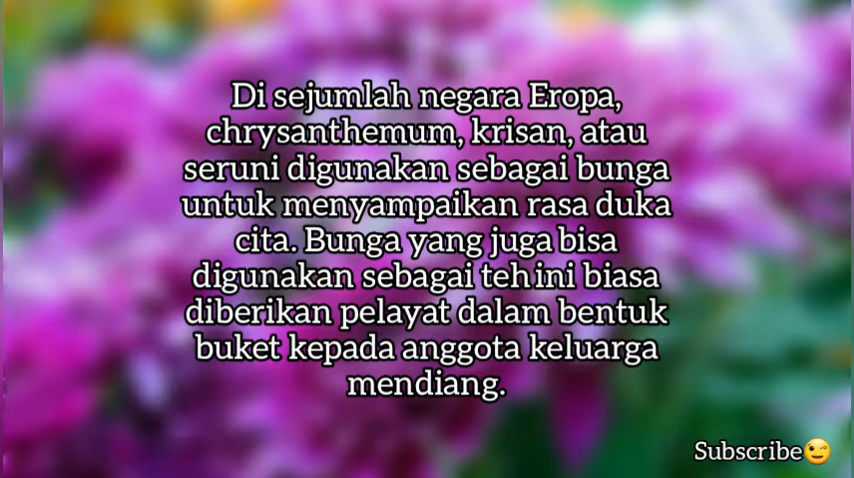 Di sejumlah negara Eropa,
chrysanthemum, krisan, atau
seruni digunakan sebagai bunga
untuk menyampaikan rasa duka
cita. Bunga yang juga bisa
digunakan sebagai teh ini biasa
diberikan pelayat dalam bentuk
buket kepada anggota keluarga
mendiang.
Subscribe😉